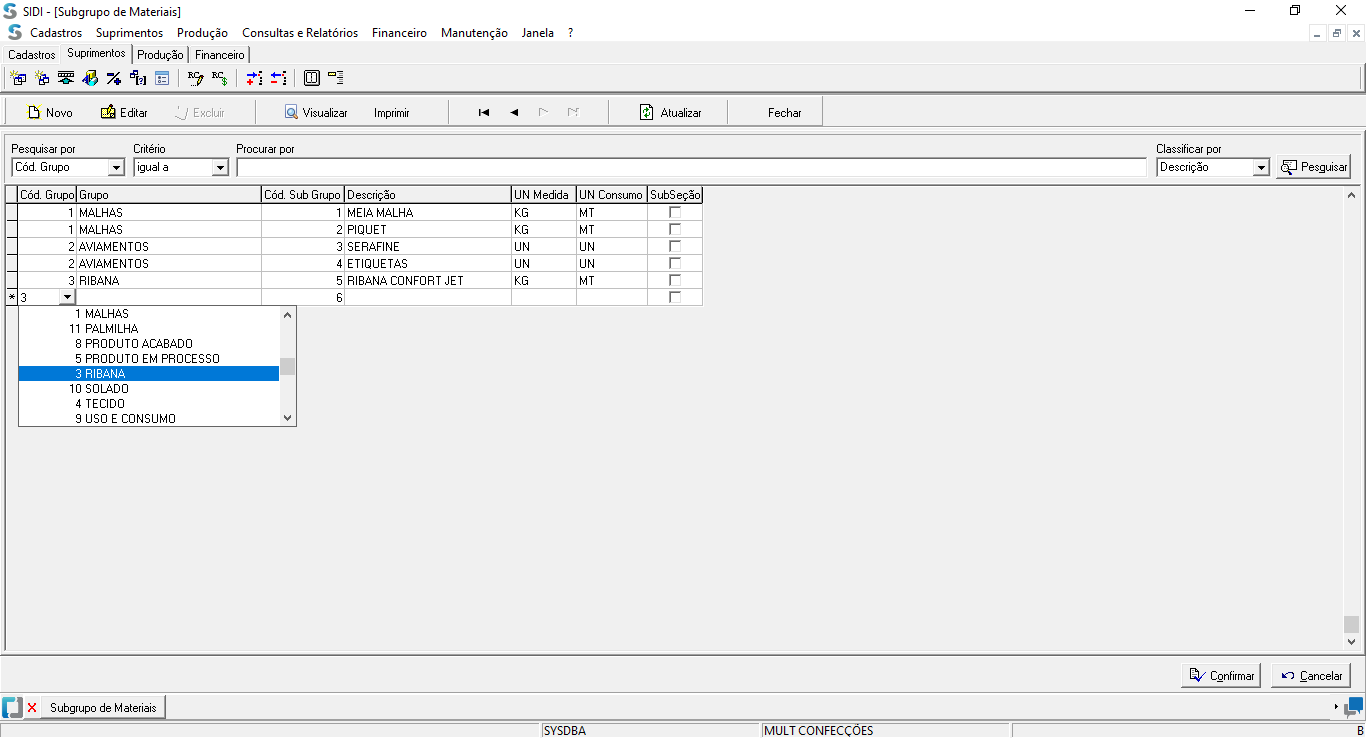 SIDI - [Subgrupo de Materiais]
Cadastros Suprimentos Produção Consultas e Relatórios Financeiro Manutenção Janela ?
Cadastros Suprimentos Produção Financeiro
Novo Editar Excluir Visualizar Imprimir Atualizar Fechar
Pesquisar por Critério Procurar por Classificar por
Cód. Grupo igual a Descrição Pesquisar
Cód. Grupo Grupo Cód. Sub Grupo Descrição UN Medida UN Consumo SubSeção
1 MALHAS 1 MEIA MALHA KG MT
1 MALHAS 2 PIQUET KG MT
2 AVIAMENTOS 3 SERAFINE UN UN
2 AVIAMENTOS 4 ETIQUETAS UN UN
3 RIBANA 5 RIBANA CONFORT JET KG MT
* 3 6
1 MALHAS
11 PALMILHA
8 PRODUTO ACABADO
5 PRODUTO EM PROCESSO
3 RIBANA
10 SOLADO
4 TECIDO
9 USO E CONSUMO
Confirmar Cancelar
Subgrupo de Materiais
SYSDBA MULT CONFECÇÕES B